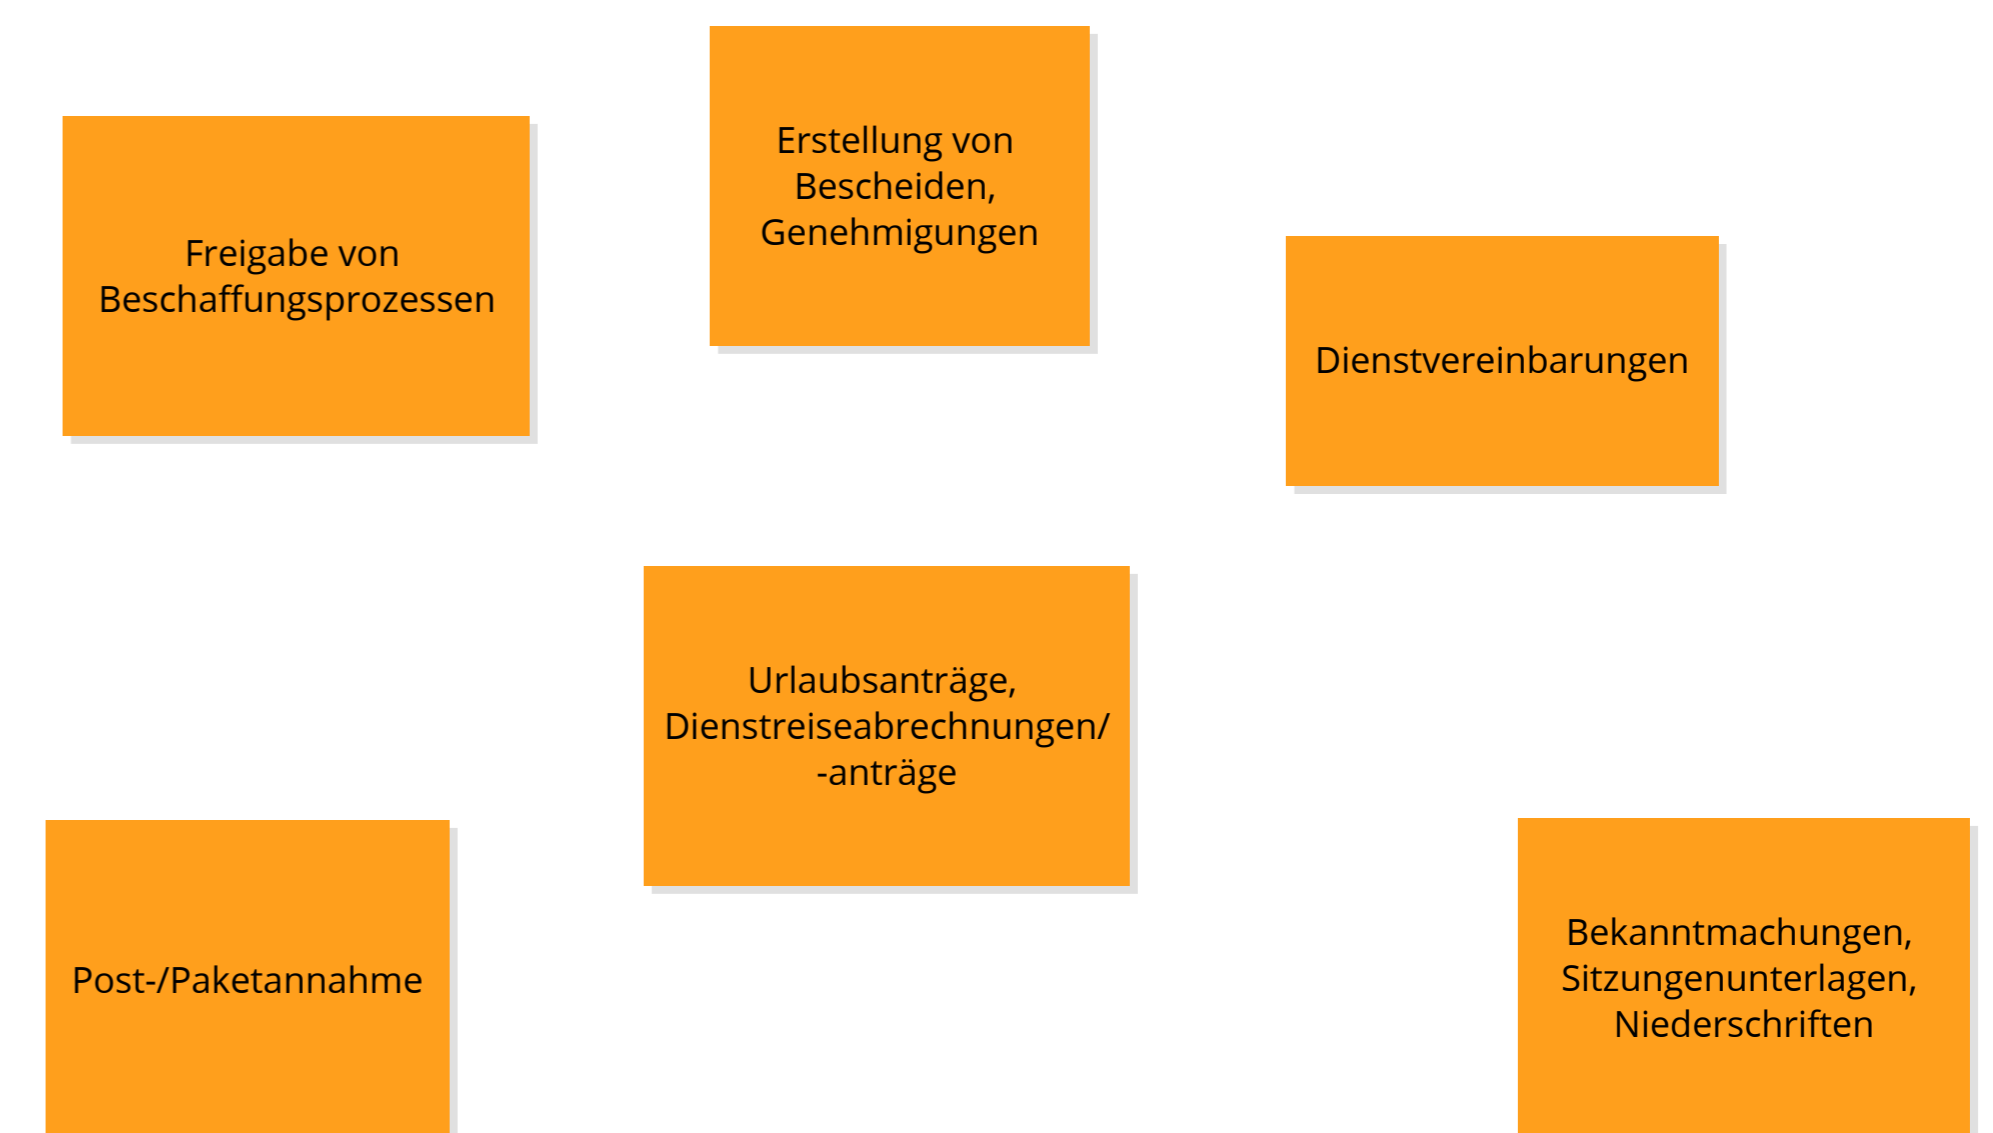 Freigabe von
Beschaffungsprozessen
Erstellung von
Bescheiden,
Genehmigungen
Dienstvereinbarungen
Urlaubsanträge,
Dienstreiseabrechnungen/
-anträge
Post-/Paketannahme
Bekanntmachungen,
Sitzungenunterlagen,
Niederschriften